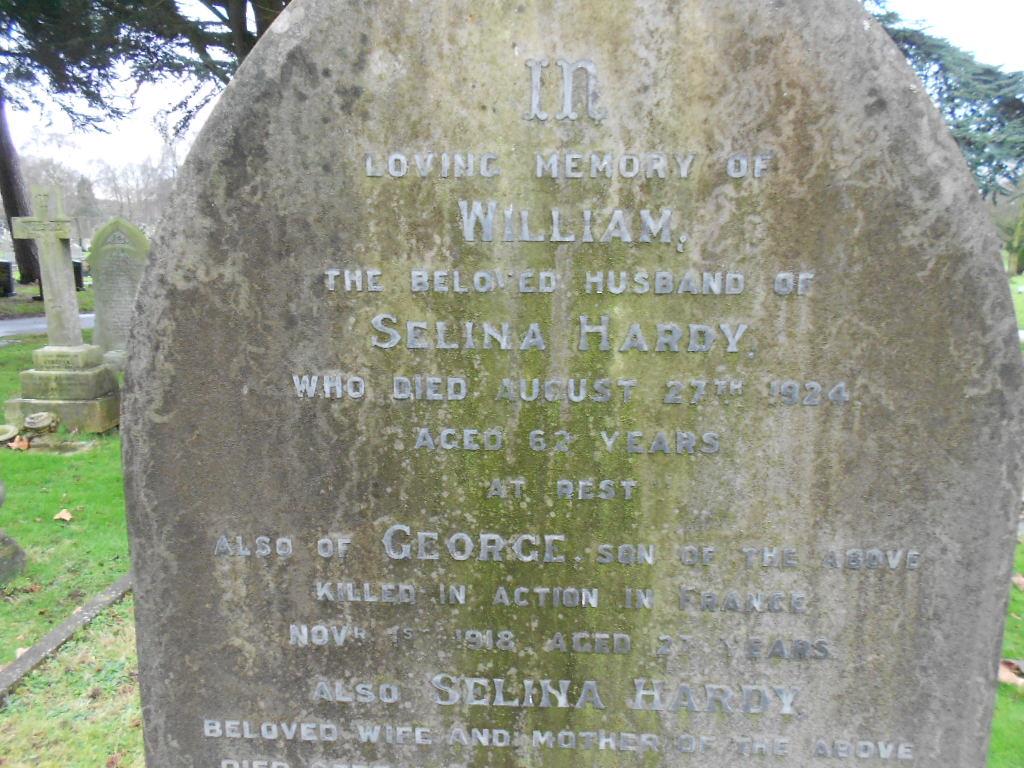 In
LOVING MEMORY OF
WILLIAM,
THE BELOVED HUSBAND OF
SELINA HARDY,
WHO DIED AUGUST 27TH 1924
AGED 62 YEARS
AT REST
ALSO OF GEORGE, SON OF THE ABOVE
KILLED IN ACTION IN FRANCE
NOVR 1ST 1918, AGED 27 YEARS
ALSO SELINA HARDY
BELOVED WIFE AND MOTHER OF THE ABOVE
DIED